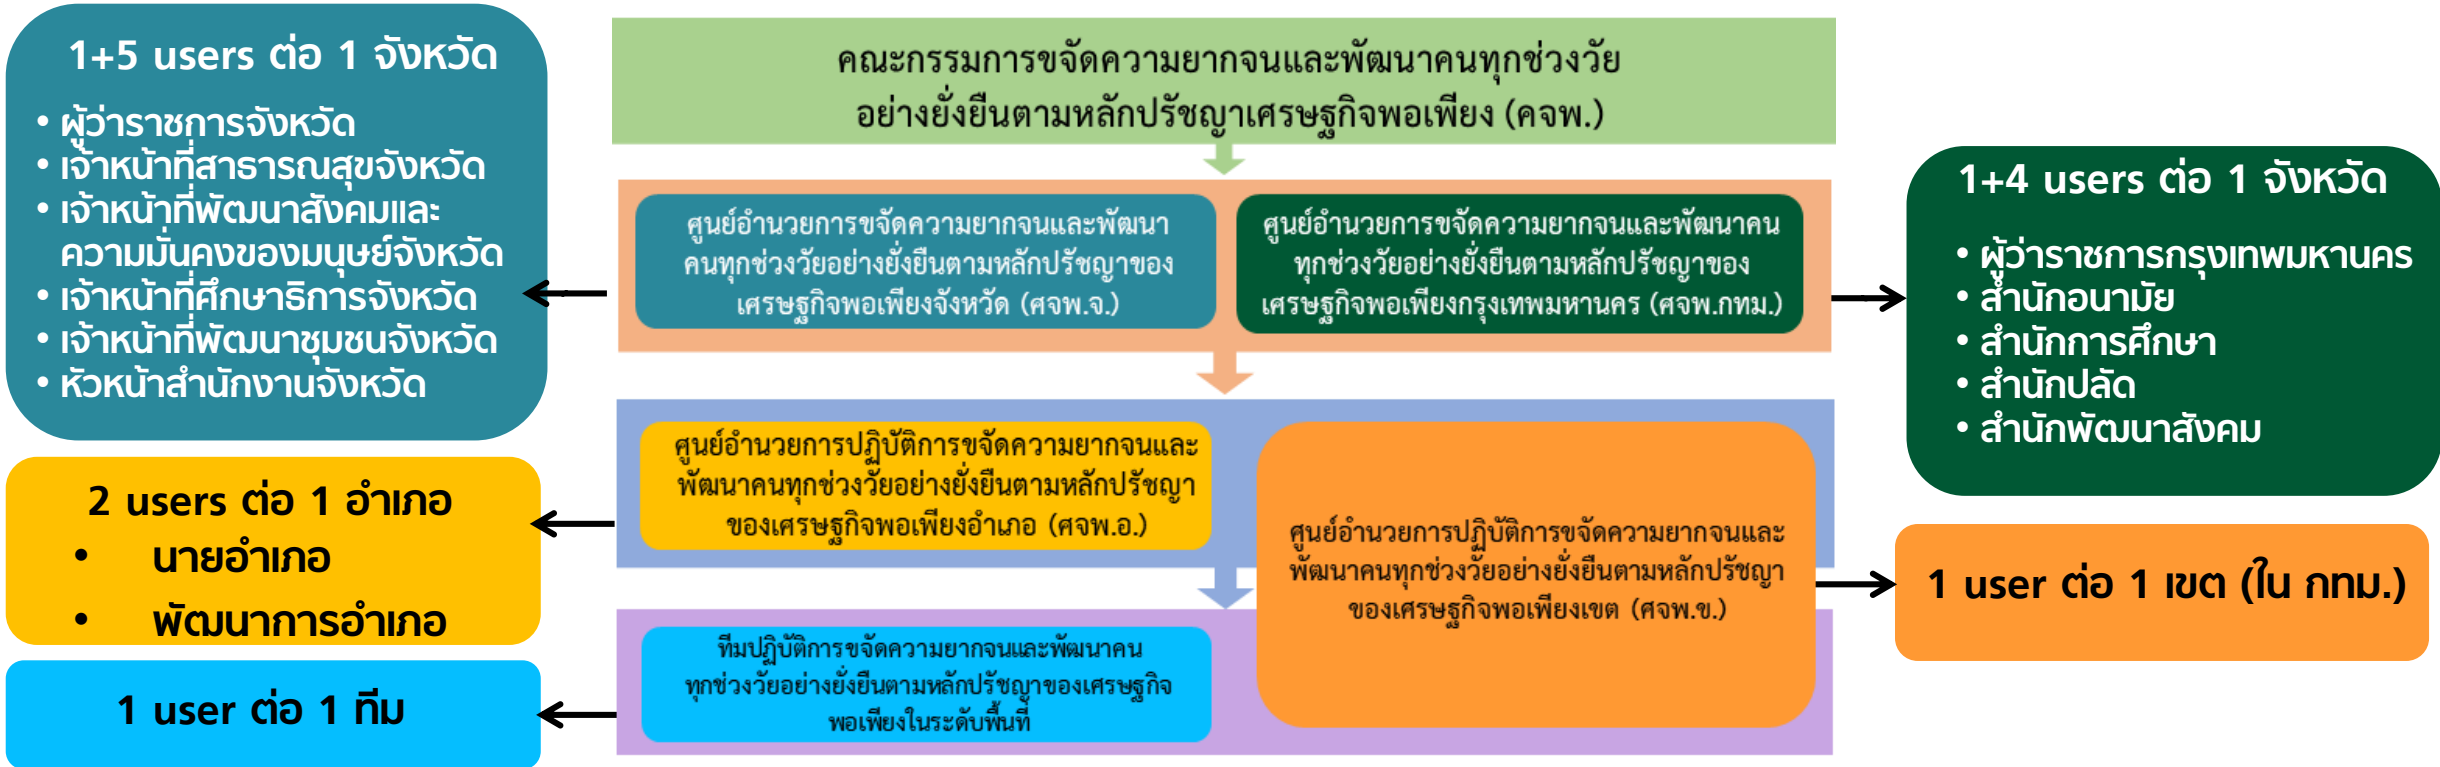 1+5 users ต่อ 1 จังหวัด
• ผู้ว่าราชการจังหวัด
• เจ้าหน้าที่สาธารณสุขจังหวัด
• เจ้าหน้าที่พัฒนาสังคมและ
ความมั่นคงของมนุษย์จังหวัด
• เจ้าหน้าที่ศึกษาธิการจังหวัด
• เจ้าหน้าที่พัฒนาชุมชนจังหวัด
• หัวหน้าสำนักงานจังหวัด
คณะกรรมการขจัดความยากจนและพัฒนาคนทุกช่วงวัย
อย่างยั่งยืนตามหลักปรัชญาเศรษฐกิจพอเพียง (คจพ.)
ศูนย์อำนวยการขจัดความยากจนและพัฒนา
คนทุกช่วงวัยอย่างยั่งยืนตามหลักปรัชญาของ
เศรษฐกิจพอเพียงจังหวัด (ศจพ.จ.)
ศูนย์อำนวยการขจัดความยากจนและพัฒนาคน
ทุกช่วงวัยอย่างยั่งยืนตามหลักปรัชญาของ
เศรษฐกิจพอเพียงกรุงเทพมหานคร (ศจพ.กทม.)
1+4 users ต่อ 1 จังหวัด
• ผู้ว่าราชการกรุงเทพมหานคร
• สำนักอนามัย
• สำนักการศึกษา
• สำนักปลัด
• สำนักพัฒนาสังคม
2 users ต่อ 1 อำเภอ
• นายอำเภอ
• พัฒนาการอำเภอ
ศูนย์อำนวยการปฏิบัติการขจัดความยากจนและ
พัฒนาคนทุกช่วงวัยอย่างยั่งยืนตามหลักปรัชญา
ของเศรษฐกิจพอเพียงอำเภอ (ศจพ.อ.)
ศูนย์อำนวยการปฏิบัติการขจัดความยากจนและ
พัฒนาคนทุกช่วงวัยอย่างยั่งยืนตามหลักปรัชญา
ของเศรษฐกิจพอเพียงเขต (ศจพ.ข.)
1 user ต่อ 1 เขต (ใน กทม.)
1 user ต่อ 1 ทีม
ทีมปฏิบัติการขจัดความยากจนและพัฒนาคน
ทุกช่วงวัยอย่างยั่งยืนตามหลักปรัชญาของเศรษฐกิจ
พอเพียงในระดับพื้นที่